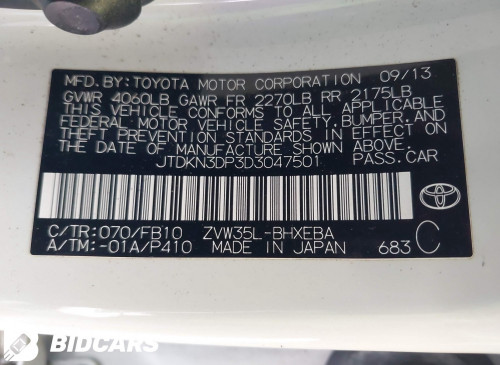 MFD. BY: TOYOTA MOTOR CORPORATION 09/13
GVWR 4060LB GAWR FR 2270LB RR 2175LB
THIS VEHICLE CONFORMS TO ALL APPLICABLE
FEDERAL MOTOR VEHICLE SAFETY, BUMPER, AND
THEFT PREVENTION STANDARDS IN EFFECT ON
THE DATE OF MANUFACTURE SHOWN ABOVE.
JTDKN3DP3D3047501 PASS.CAR
C/TR: 070/FB10 ZVW35L-BHXEBA
A/TM: -01A/P410 MADE IN JAPAN 683 C
TOYOTA
BIDCARS